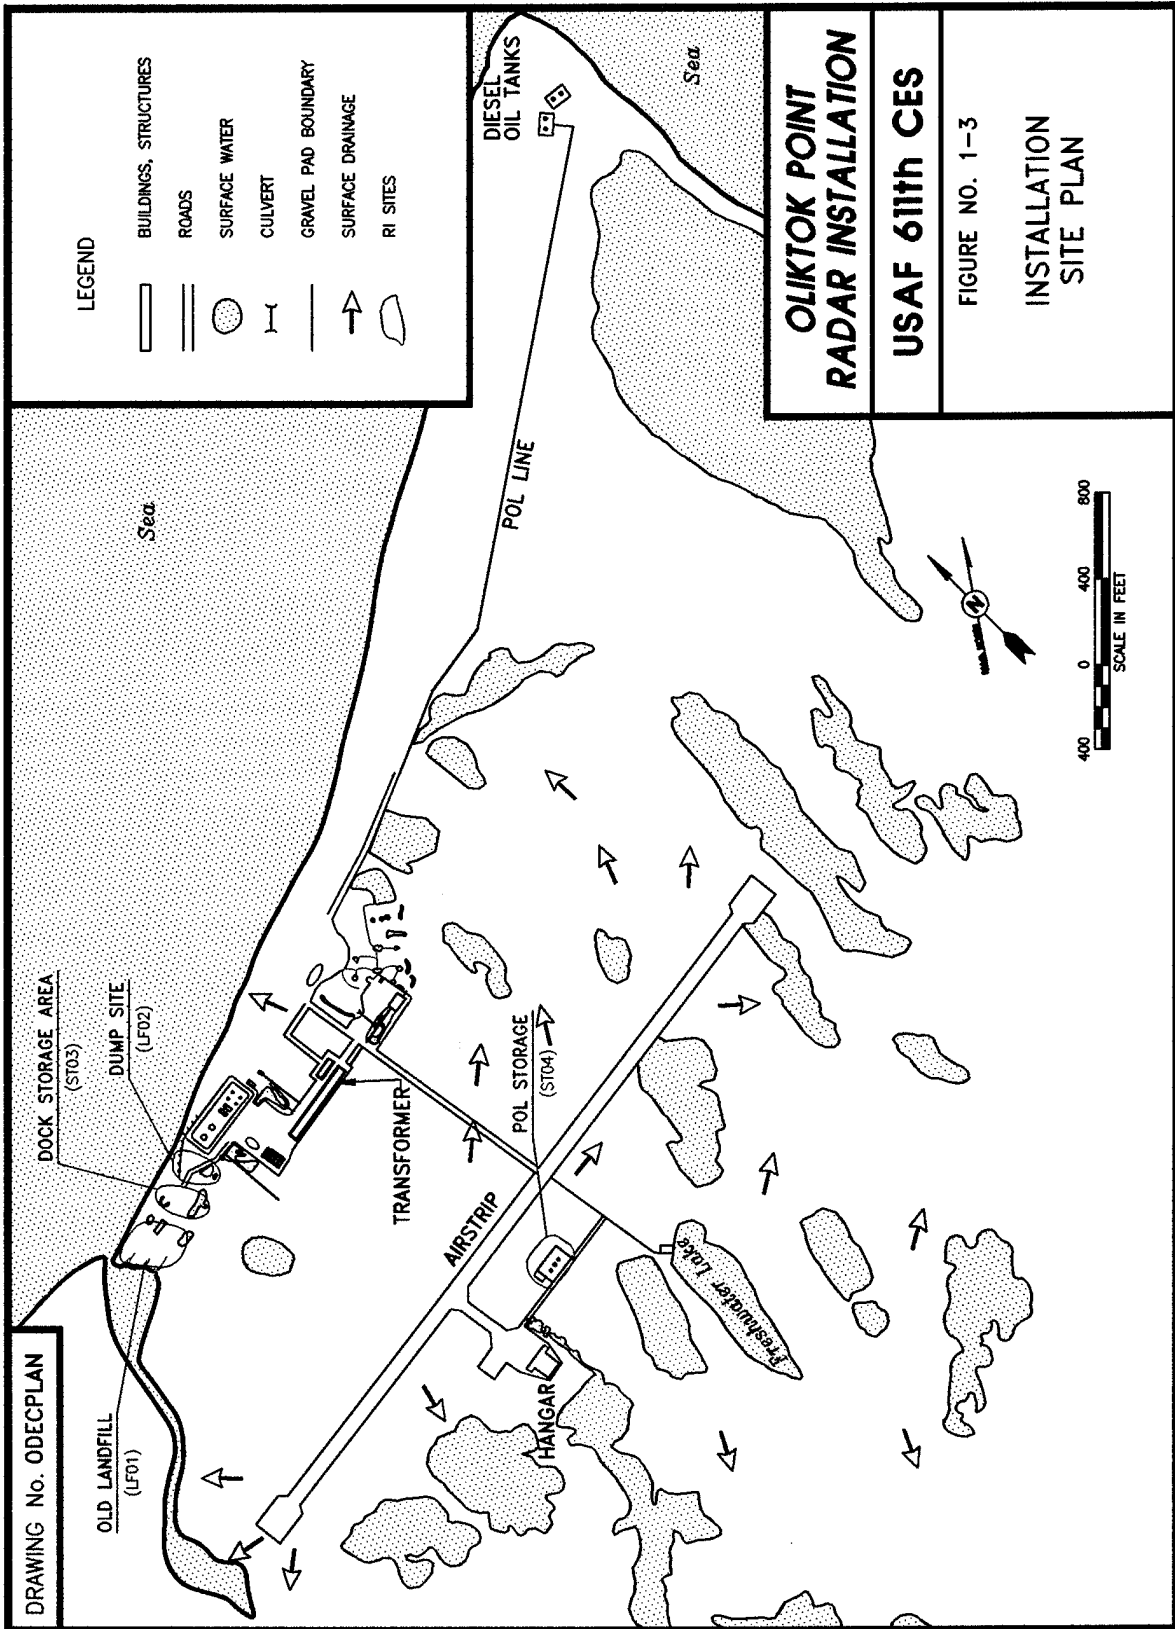 DRAWING No. ODECPLAN
OLD LANDFILL
(LF01)
DOCK STORAGE AREA
(ST03)
DUMP SITE
(LF02)
Sea
LEGEND
BUILDINGS, STRUCTURES
ROADS
SURFACE WATER
CULVERT
GRAVEL PAD BOUNDARY
SURFACE DRAINAGE
RI SITES
TRANSFORMER
AIRSTRIP
HANGAR
POL STORAGE
(ST04)
Freshwater Lake
POL LINE
DIESEL
OIL TANKS
Sea
N
400 0 400 800
SCALE IN FEET
OLIKTOK POINT
RADAR INSTALLATION
USAF 611th CES
FIGURE NO. 1-3
INSTALLATION
SITE PLAN